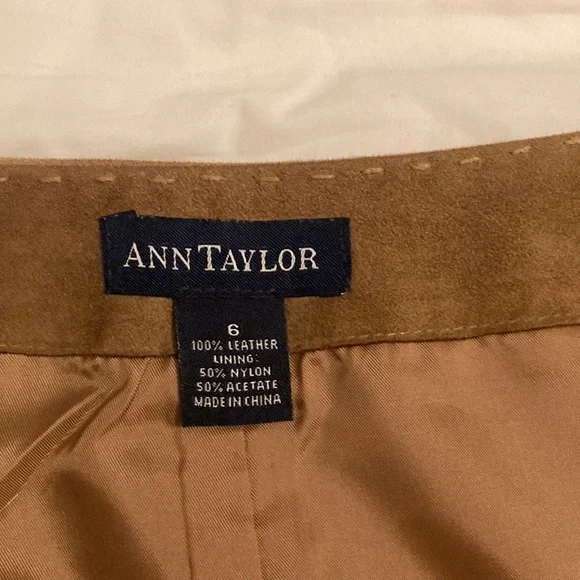 ANN TAYLOR
6
100% LEATHER
LINING:
50% NYLON
50% ACETATE
MADE IN CHINA